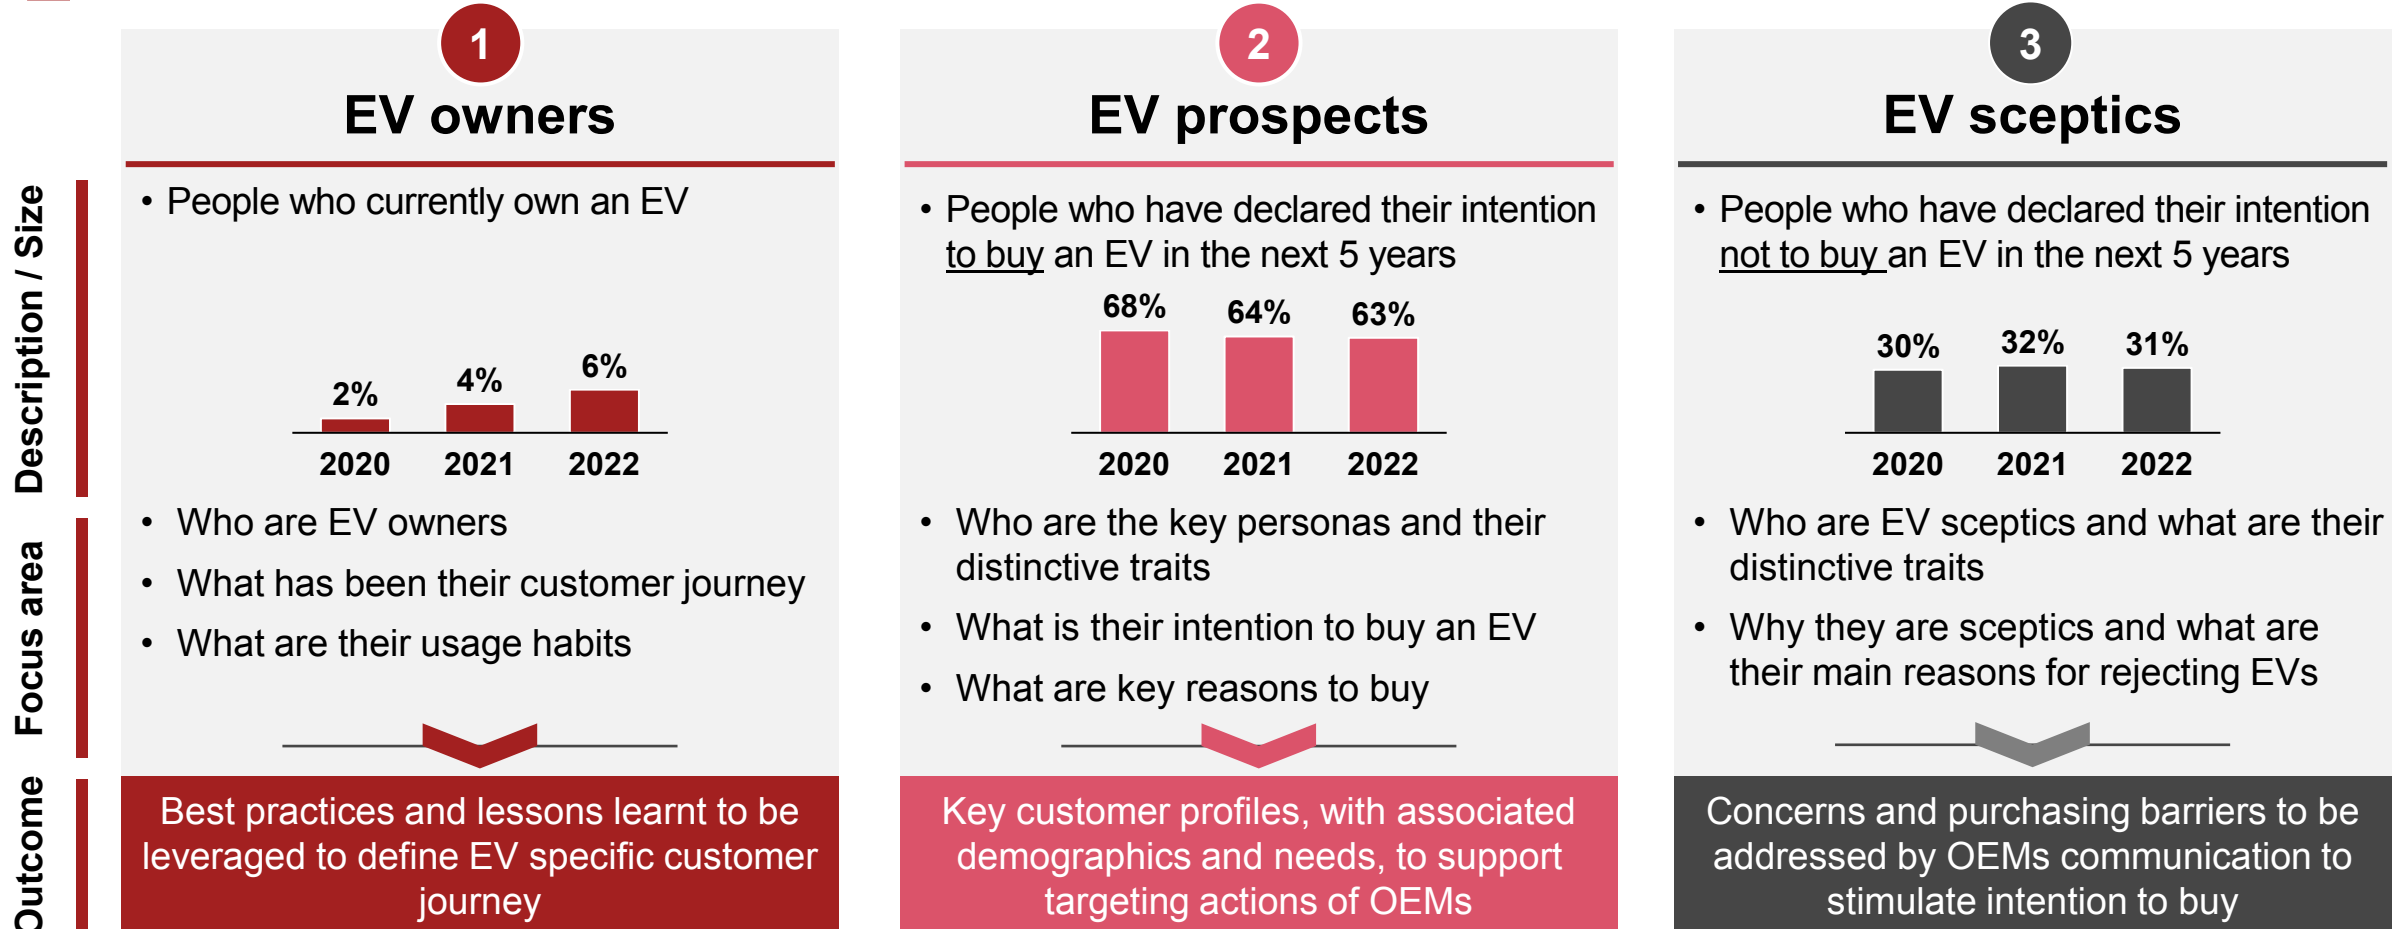 1
EV owners
2
EV prospects
3
EV sceptics
Description / Size
• People who currently own an EV
2%
4%
6%
2020 2021 2022
• People who have declared their intention
to buy an EV in the next 5 years
68%
64%
63%
2020 2021 2022
• People who have declared their intention
not to buy an EV in the next 5 years
30%
32%
31%
2020 2021 2022
Focus area
• Who are EV owners
• What has been their customer journey
• What are their usage habits
• Who are the key personas and their
distinctive traits
• What is their intention to buy an EV
• What are key reasons to buy
• Who are EV sceptics and what are their
distinctive traits
• Why they are sceptics and what are
their main reasons for rejecting EVs
Outcome
Best practices and lessons learnt to be
leveraged to define EV specific customer
journey
Key customer profiles, with associated
demographics and needs, to support
targeting actions of OEMs
Concerns and purchasing barriers to be
addressed by OEMs communication to
stimulate intention to buy